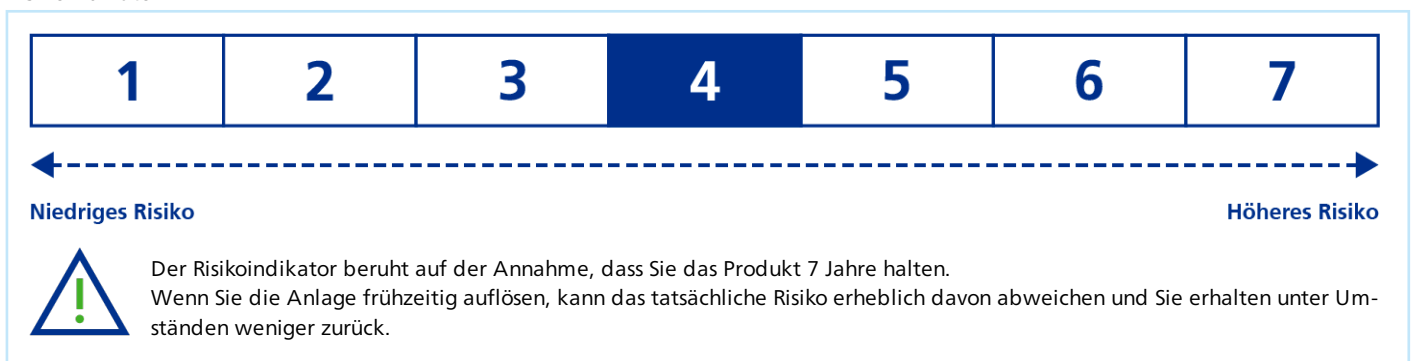 1 2 3 4 5 6 7
Niedriges Risiko Höheres Risiko
Der Risikoindikator beruht auf der Annahme, dass Sie das Produkt 7 Jahre halten.
Wenn Sie die Anlage frühzeitig auflösen, kann das tatsächliche Risiko erheblich davon abweichen und Sie erhalten unter Um-
ständen weniger zurück.